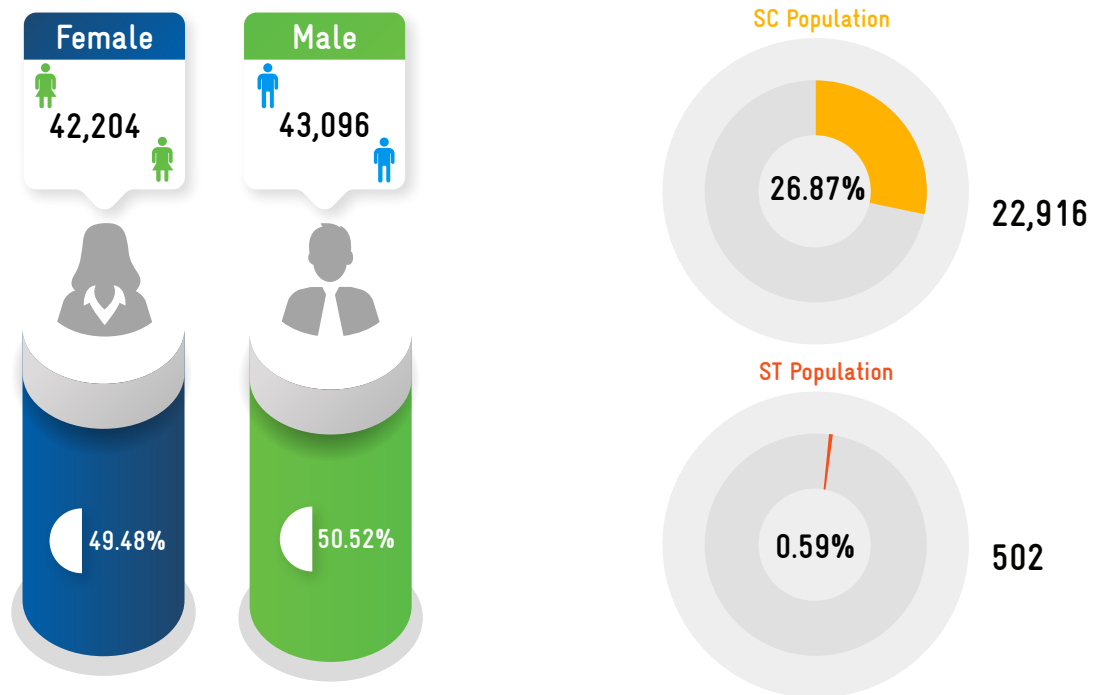 Female
42,204
49.48%
Male
43,096
50.52%
SC Population
26.87%
22,916
ST Population
0.59%
502